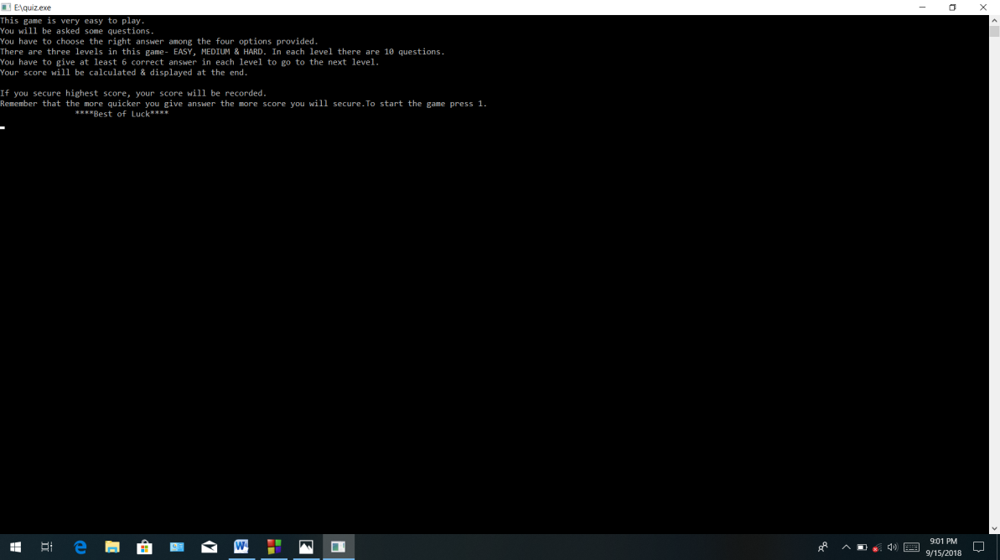 E:\quiz.exe
This game is very easy to play.
You will be asked some questions.
You have to choose the right answer among the four options provided.
There are three levels in this game- EASY, MEDIUM & HARD. In each level there are 10 questions.
You have to give at least 6 correct answer in each level to go to the next level.
Your score will be calculated & displayed at the end.
If you secure highest score, your score will be recorded.
Remember that the more quicker you give answer the more score you will secure.To start the game press 1.
****Best of Luck****
9:01 PM
9/15/2018